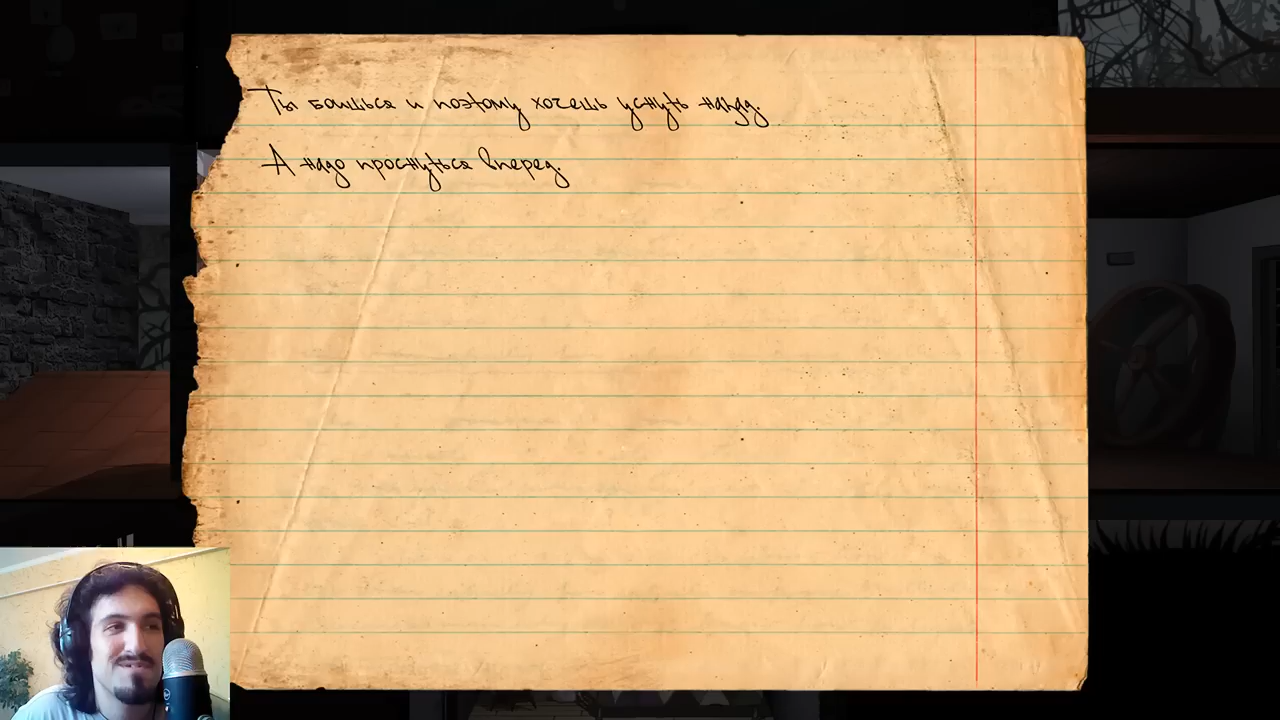 Ты боишься и поэтому хочешь уснуть назад.
А надо проснуться вперед.